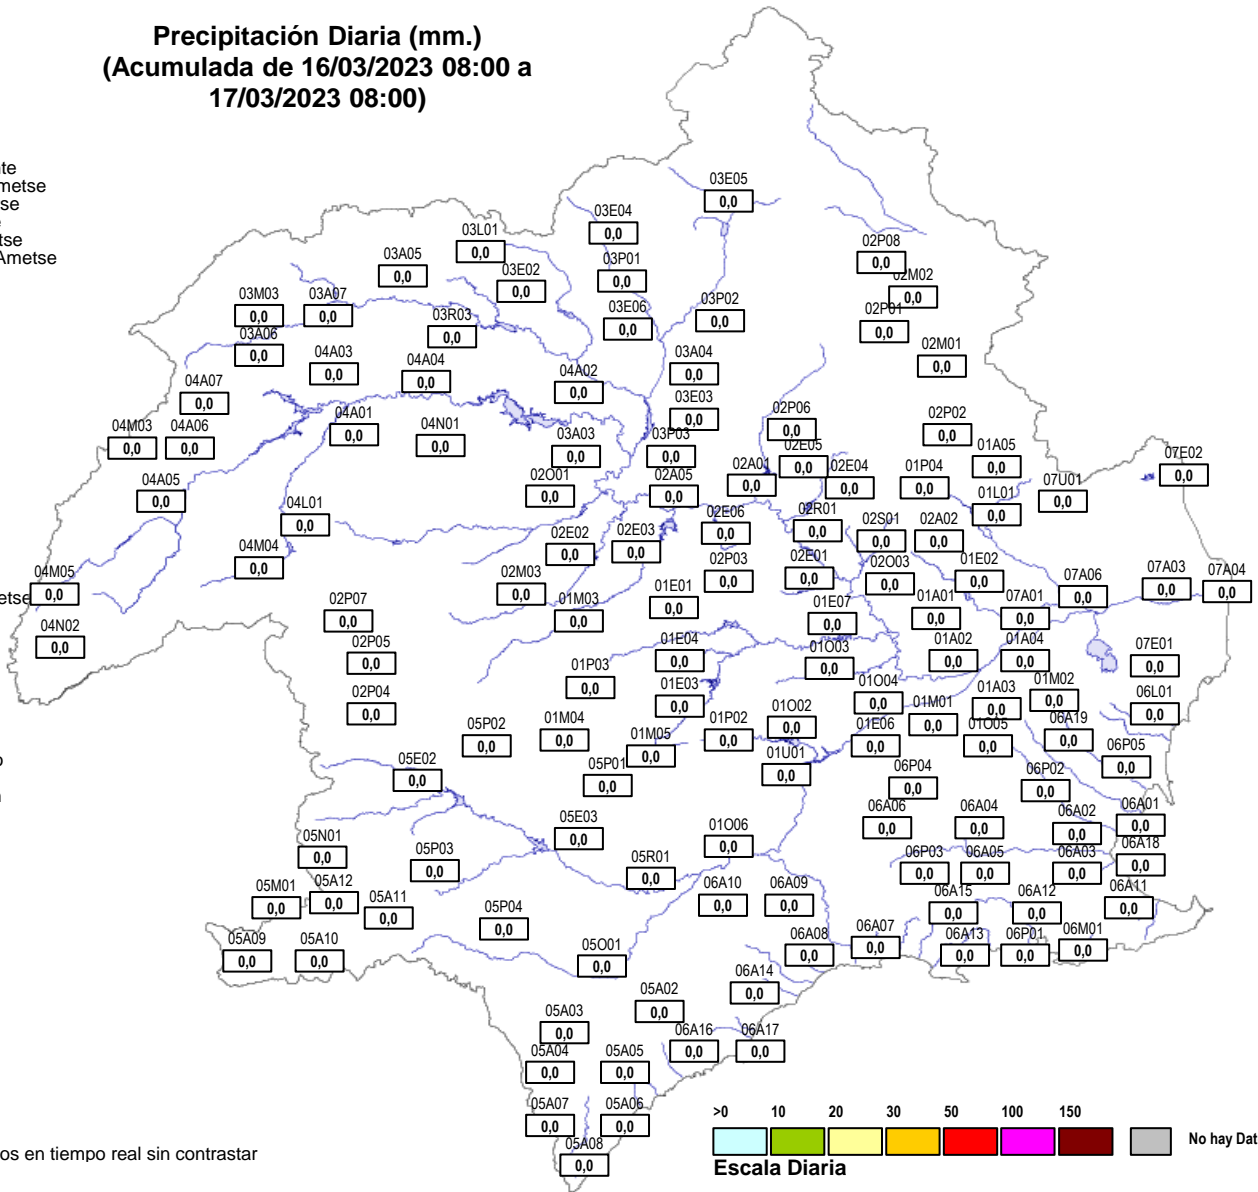 Precipitación Diaria (mm.)
(Acumulada de 16/03/2023 08:00 a
17/03/2023 08:00)
03E05
0,0
03E04
0,0
03L01
0,0
02P08
0,0
03A05
0,0
03P01
0,0
03E02
0,0
02M02
0,0
03M03
0,0
03A07
0,0
03P02
0,0
03E06
0,0
02P01
0,0
03R03
0,0
03A06
0,0
02M01
0,0
04A03
0,0
03A04
0,0
04A04
0,0
04A02
0,0
04A07
0,0
03E03
0,0
02P06
0,0
04A01
0,0
02P02
0,0
04M03
0,0
04A06
0,0
04N01
0,0
03A03
0,0
03P03
0,0
02E05
0,0
01A05
0,0
07E02
0,0
02A01
0,0
02E04
0,0
01P04
0,0
04A05
0,0
02O01
0,0
02A05
0,0
07U01
0,0
01L01
0,0
04L01
0,0
02E06
0,0
02R01
0,0
02S01
0,0
02A02
0,0
02E02
0,0
02E03
0,0
04M04
0,0
02P03
0,0
02E01
0,0
02O03
0,0
01E02
0,0
04M05
0,0
02M03
0,0
07A06
0,0
07A03
0,0
07A04
0,0
01E01
0,0
02P07
0,0
01M03
0,0
01E07
0,0
01A01
0,0
07A01
0,0
04N02
0,0
02P05
0,0
01E04
0,0
01O03
0,0
01A02
0,0
01A04
0,0
07E01
0,0
01P03
0,0
01E03
0,0
01O04
0,0
01A03
0,0
01M02
0,0
06L01
0,0
02P04
0,0
01M01
0,0
05P02
0,0
01M04
0,0
01P02
0,0
01O02
0,0
01E06
0,0
01O05
0,0
06A19
0,0
01M05
0,0
06P05
0,0
05E02
0,0
05P01
0,0
01U01
0,0
06P04
0,0
06P02
0,0
05E03
0,0
01O06
0,0
06A06
0,0
06A04
0,0
06A02
0,0
06A01
0,0
05N01
0,0
05P03
0,0
05R01
0,0
06P03
0,0
06A05
0,0
06A03
0,0
06A18
0,0
05M01
0,0
05A12
0,0
05A11
0,0
06A10
0,0
06A09
0,0
06A15
0,0
06A12
0,0
06A11
0,0
05P04
0,0
05A09
0,0
05A10
0,0
05O01
0,0
06A08
0,0
06A07
0,0
06A13
0,0
06P01
0,0
06M01
0,0
06A14
0,0
05A02
0,0
05A03
0,0
06A16
0,0
06A17
0,0
05A04
0,0
05A05
0,0
05A07
0,0
05A06
0,0
05A08
0,0
>0 10 20 30 50 100 150
No hay Dat
Escala Diaria
os en tiempo real sin contrastar